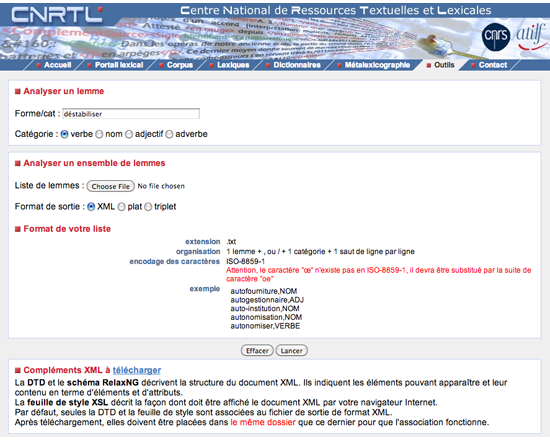 CNRTL
Centre National de Ressources Textuelles et Lexicales
cnrs atilf
Accueil Portail lexical Corpus Lexiques Dictionnaires Métalexicographie Outils Contact
Analyser un lemme
Forme/cat : déstabiliser
Catégorie : verbe nom adjectif adverbe
Analyser un ensemble de lemmes
Liste de lemmes : Choose File No file chosen
Format de sortie : XML plat triplet
Format de votre liste
extension .txt
organisation 1 lemme + , ou / + 1 catégorie + 1 saut de ligne par ligne
encodage des caractères ISO-8859-1
Attention, le caractère "œ" n'existe pas en ISO-8859-1, il devra être substitué par la suite de
caractère "oe"
exemple autofourniture,NOM
autogestionnaire,ADJ
auto-institution,NOM
autonomisation,NOM
autonomiser,VERBE
Effacer Lancer
Compléments XML à télécharger
La DTD et le schéma RelaxNG décrivent la structure du document XML. Ils indiquent les éléments pouvant apparaître et leur
contenu en terme d'éléments et d'attributs.
La feuille de style XSL décrit la façon dont doit être affiché le document XML par votre navigateur Internet.
Par défaut, seules la DTD et la feuille de style sont associées au fichier de sortie de format XML.
Après téléchargement, elles doivent être placées dans le même dossier que ce dernier pour que l'association fonctionne.